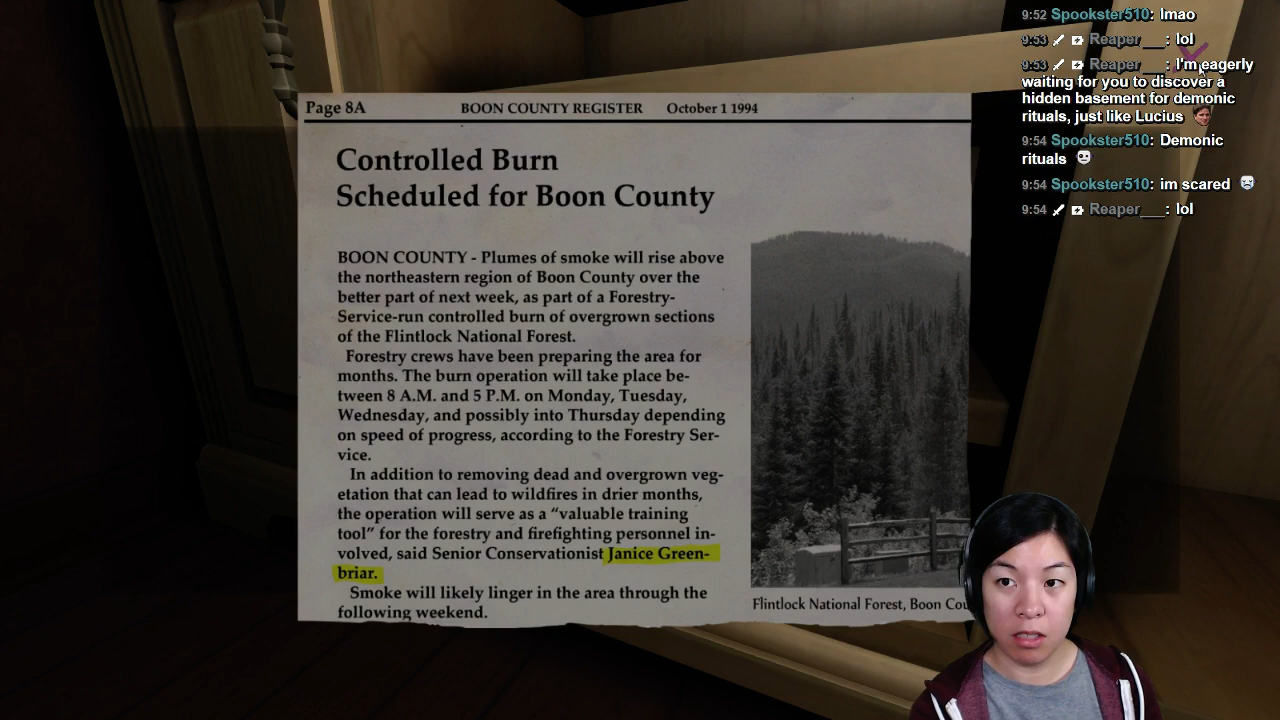 Page 8A BOON COUNTY REGISTER October 1 1994
Controlled Burn
Scheduled for Boon County
BOON COUNTY - Plumes of smoke will rise above
the northeastern region of Boon County over the
better part of next week, as part of a Forestry-
Service-run controlled burn of overgrown sections
of the Flintlock National Forest.
Forestry crews have been preparing the area for
months. The burn operation will take place be-
tween 8 A.M. and 5 P.M. on Monday, Tuesday,
Wednesday, and possibly into Thursday depending
on speed of progress, according to the Forestry Ser-
vice.
In addition to removing dead and overgrown veg-
etation that can lead to wildfires in drier months,
the operation will serve as a “valuable training
tool” for the forestry and firefighting personnel in-
volved, said Senior Conservationist Janice Green-
briar.
Smoke will likely linger in the area through the
following weekend.
Flintlock National Forest, Boon Cou
9:52 Spookster510: lmao
9:53 Reaper___: lol
9:53 Reaper___: I'm eagerly
waiting for you to discover a
hidden basement for demonic
rituals, just like Lucius
9:54 Spookster510: Demonic
rituals
9:54 Spookster510: im scared
9:54 Reaper___: lol